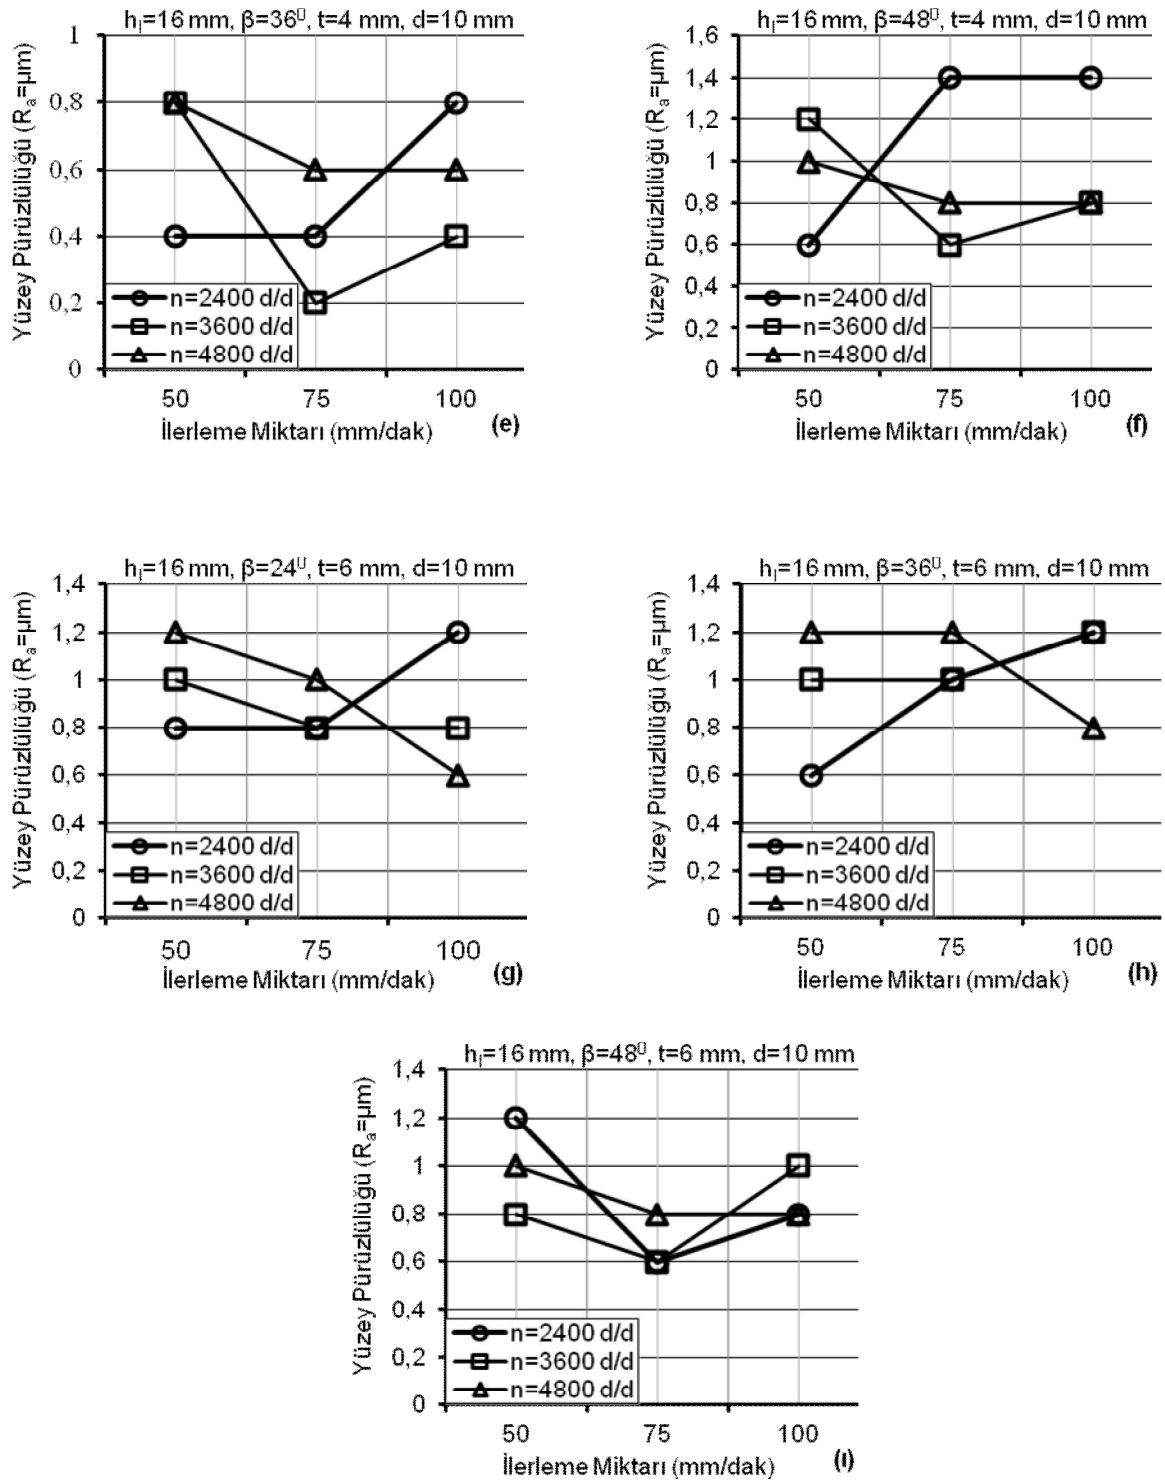 hı=16 mm, β=36⁰, t=4 mm, d=10 mm
Yüzey Pürüzlülüğü (Ra=µm)
1
0,8
0,6
0,4
0,2
0
n=2400 d/d
n=3600 d/d
n=4800 d/d
50 75 100
İlerleme Miktarı (mm/dak)
(e)
hı=16 mm, β=48⁰, t=4 mm, d=10 mm
Yüzey Pürüzlülüğü (Ra=µm)
1,6
1,4
1,2
1
0,8
0,6
0,4
0,2
0
n=2400 d/d
n=3600 d/d
n=4800 d/d
50 75 100
İlerleme Miktarı (mm/dak)
(f)
hı=16 mm, β=24⁰, t=6 mm, d=10 mm
Yüzey Pürüzlülüğü (Ra=µm)
1,4
1,2
1
0,8
0,6
0,4
0,2
0
n=2400 d/d
n=3600 d/d
n=4800 d/d
50 75 100
İlerleme Miktarı (mm/dak)
(g)
hı=16 mm, β=36⁰, t=6 mm, d=10 mm
Yüzey Pürüzlülüğü (Ra=µm)
1,4
1,2
1
0,8
0,6
0,4
0,2
0
n=2400 d/d
n=3600 d/d
n=4800 d/d
50 75 100
İlerleme Miktarı (mm/dak)
(h)
hı=16 mm, β=48⁰, t=6 mm, d=10 mm
Yüzey Pürüzlülüğü (Ra=µm)
1,4
1,2
1
0,8
0,6
0,4
0,2
0
n=2400 d/d
n=3600 d/d
n=4800 d/d
50 75 100
İlerleme Miktarı (mm/dak)
(ı)